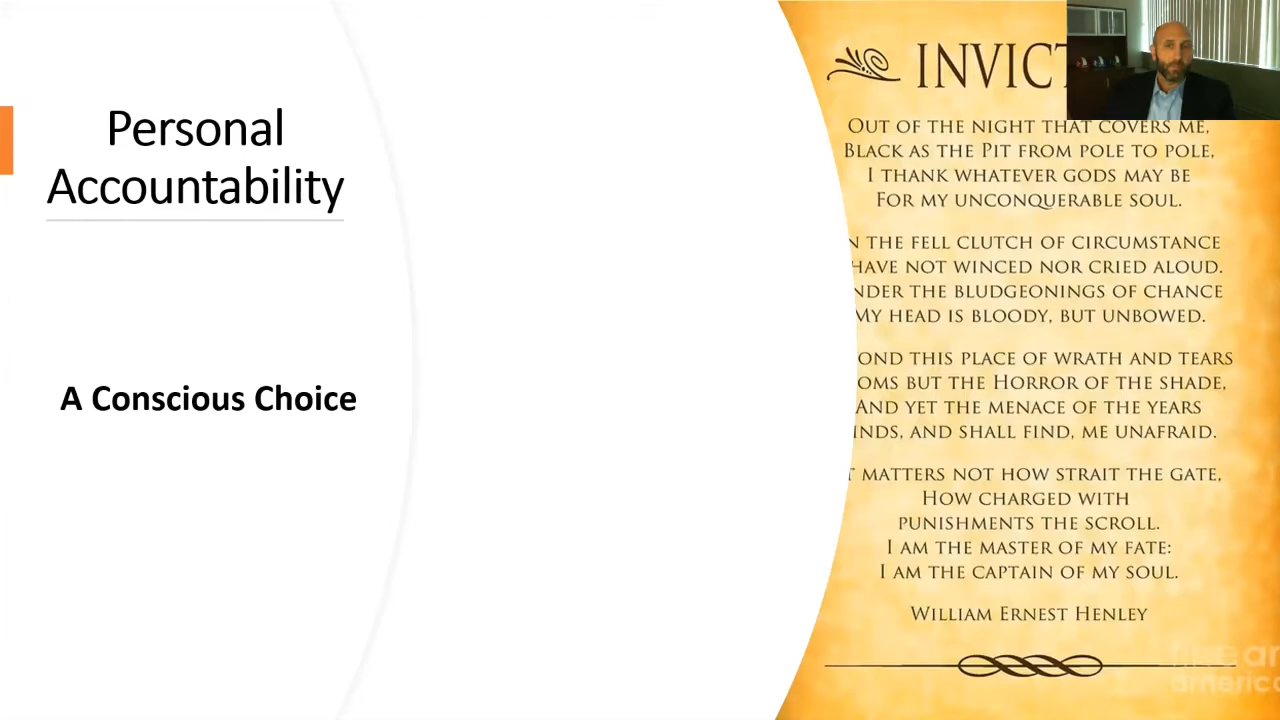 Personal
Accountability
A Conscious Choice
INVICT
OUT OF THE NIGHT THAT COVERS ME,
BLACK AS THE PIT FROM POLE TO POLE,
I THANK WHATEVER GODS MAY BE
FOR MY UNCONQUERABLE SOUL.
N THE FELL CLUTCH OF CIRCUMSTANCE
HAVE NOT WINCED NOR CRIED ALOUD.
NDER THE BLUDGEONINGS OF CHANCE
MY HEAD IS BLOODY, BUT UNBOWED.
OND THIS PLACE OF WRATH AND TEARS
OMS BUT THE HORROR OF THE SHADE,
AND YET THE MENACE OF THE YEARS
INDS, AND SHALL FIND, ME UNAFRAID.
T MATTERS NOT HOW STRAIT THE GATE,
HOW CHARGED WITH
PUNISHMENTS THE SCROLL.
I AM THE MASTER OF MY FATE:
I AM THE CAPTAIN OF MY SOUL.
WILLIAM ERNEST HENLEY
fine ar
america